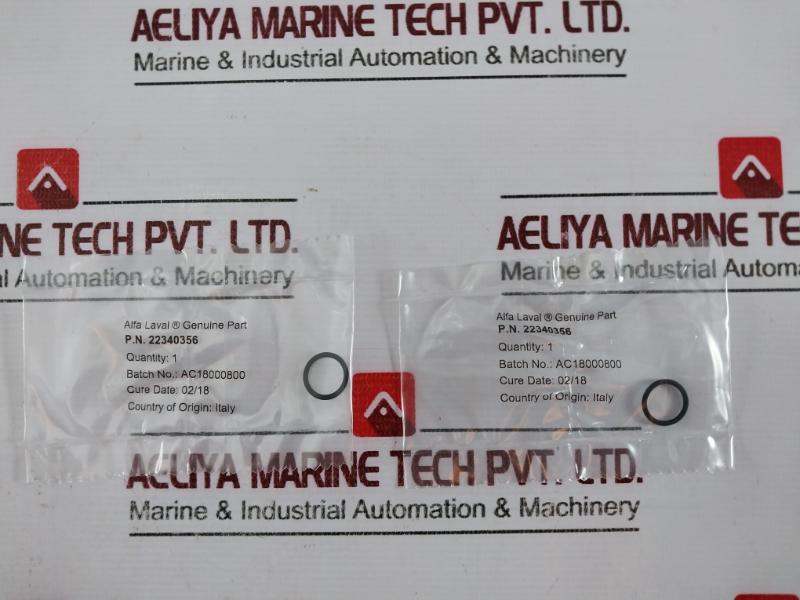 AELIYA MARINE TECH PVT. LTD.
Marine & Industrial Automation & Machinery
NE TECH PVT. LTD.
l Automation & Machinery
AELIYA MARINE TECH
Marine & Industrial Automa
Alfa Laval ® Genuine Part
P.N. 22340356
Quantity: 1
Batch No.: AC18000800
Cure Date: 02/18
Country of Origin: Italy
Alfa Laval ® Genuine Part
P.N. 22340356
Quantity: 1
Batch No.: AC18000800
Cure Date: 02/18
Country of Origin: Italy
AELIYA MARINE TECH PVT. LTD.
Marine & Industrial Automation & Machinery